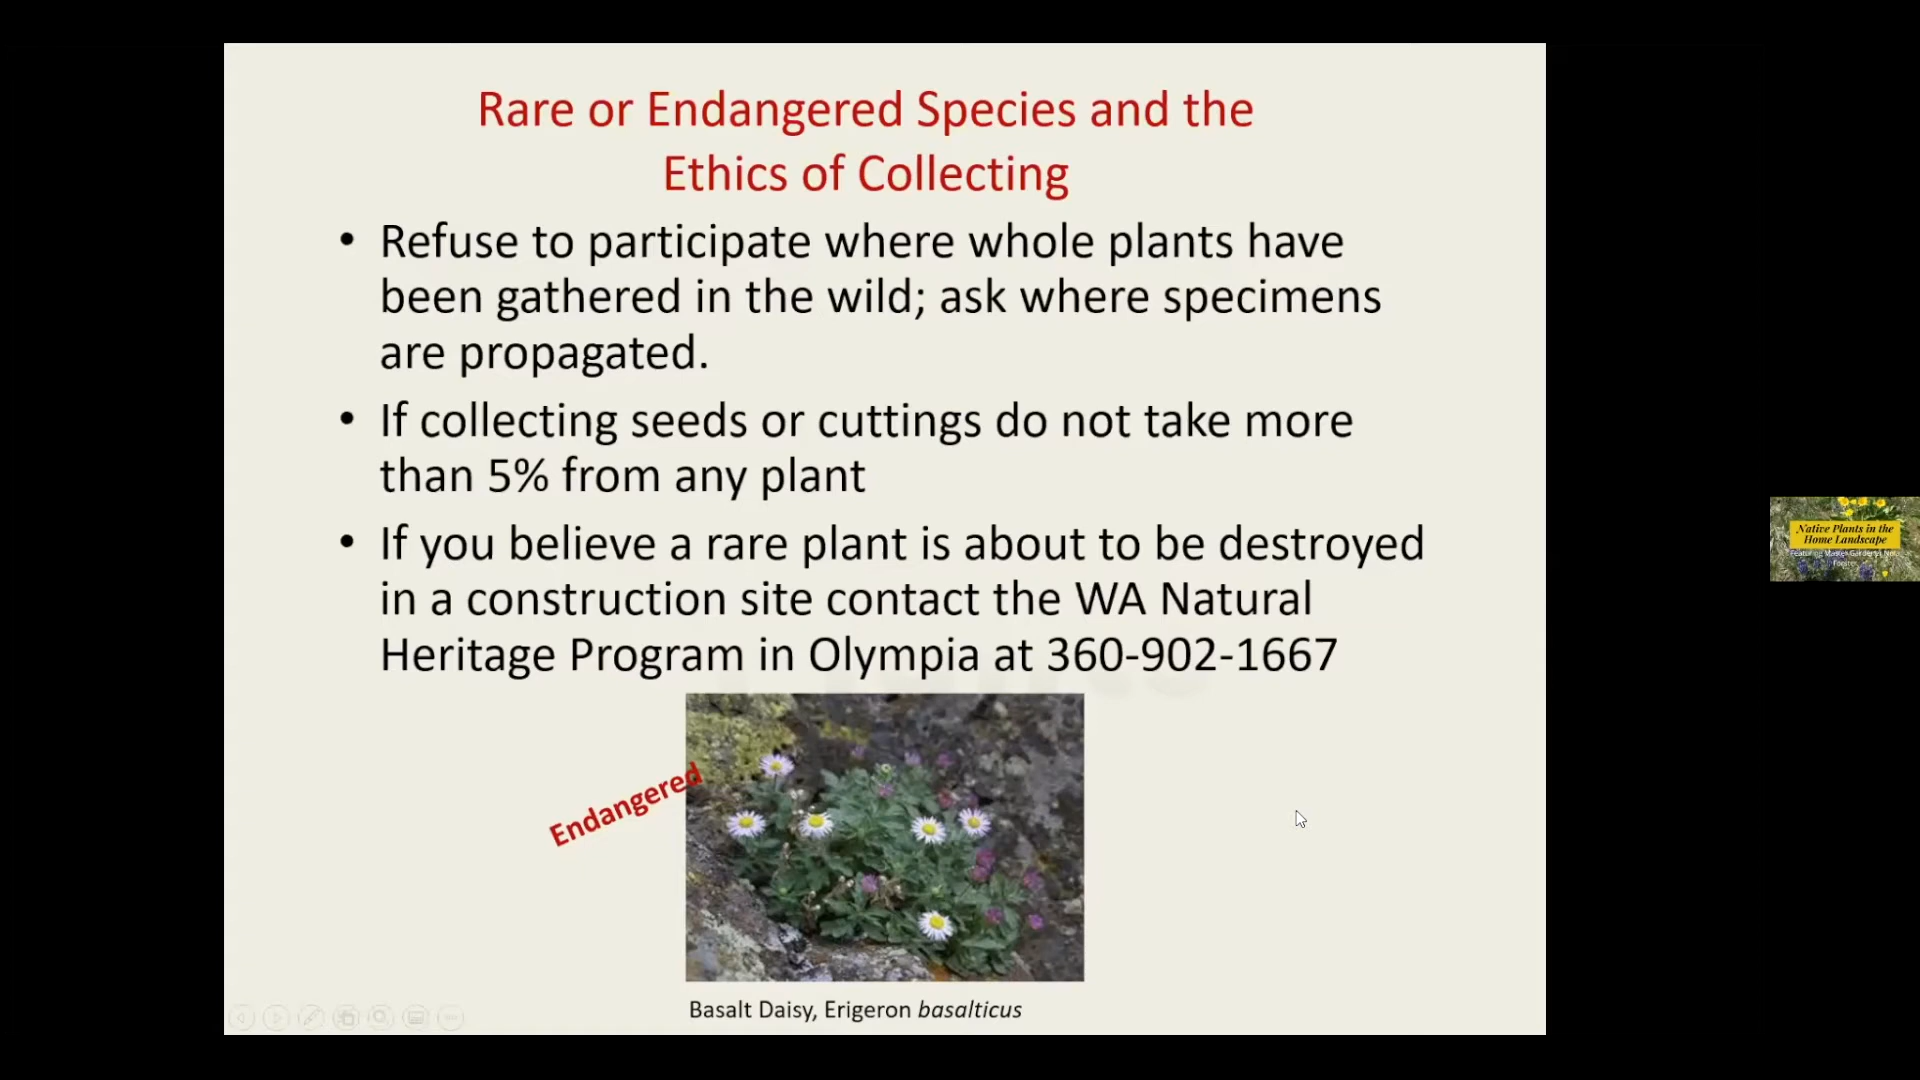 Rare or Endangered Species and the
Ethics of Collecting
• Refuse to participate where whole plants have
been gathered in the wild; ask where specimens
are propagated.
• If collecting seeds or cuttings do not take more
than 5% from any plant
• If you believe a rare plant is about to be destroyed
in a construction site contact the WA Natural
Heritage Program in Olympia at 360-902-1667
Endangered
Basalt Daisy, Erigeron basalticus
Native Plants in the
Home Landscape
Featuring Master Gardener